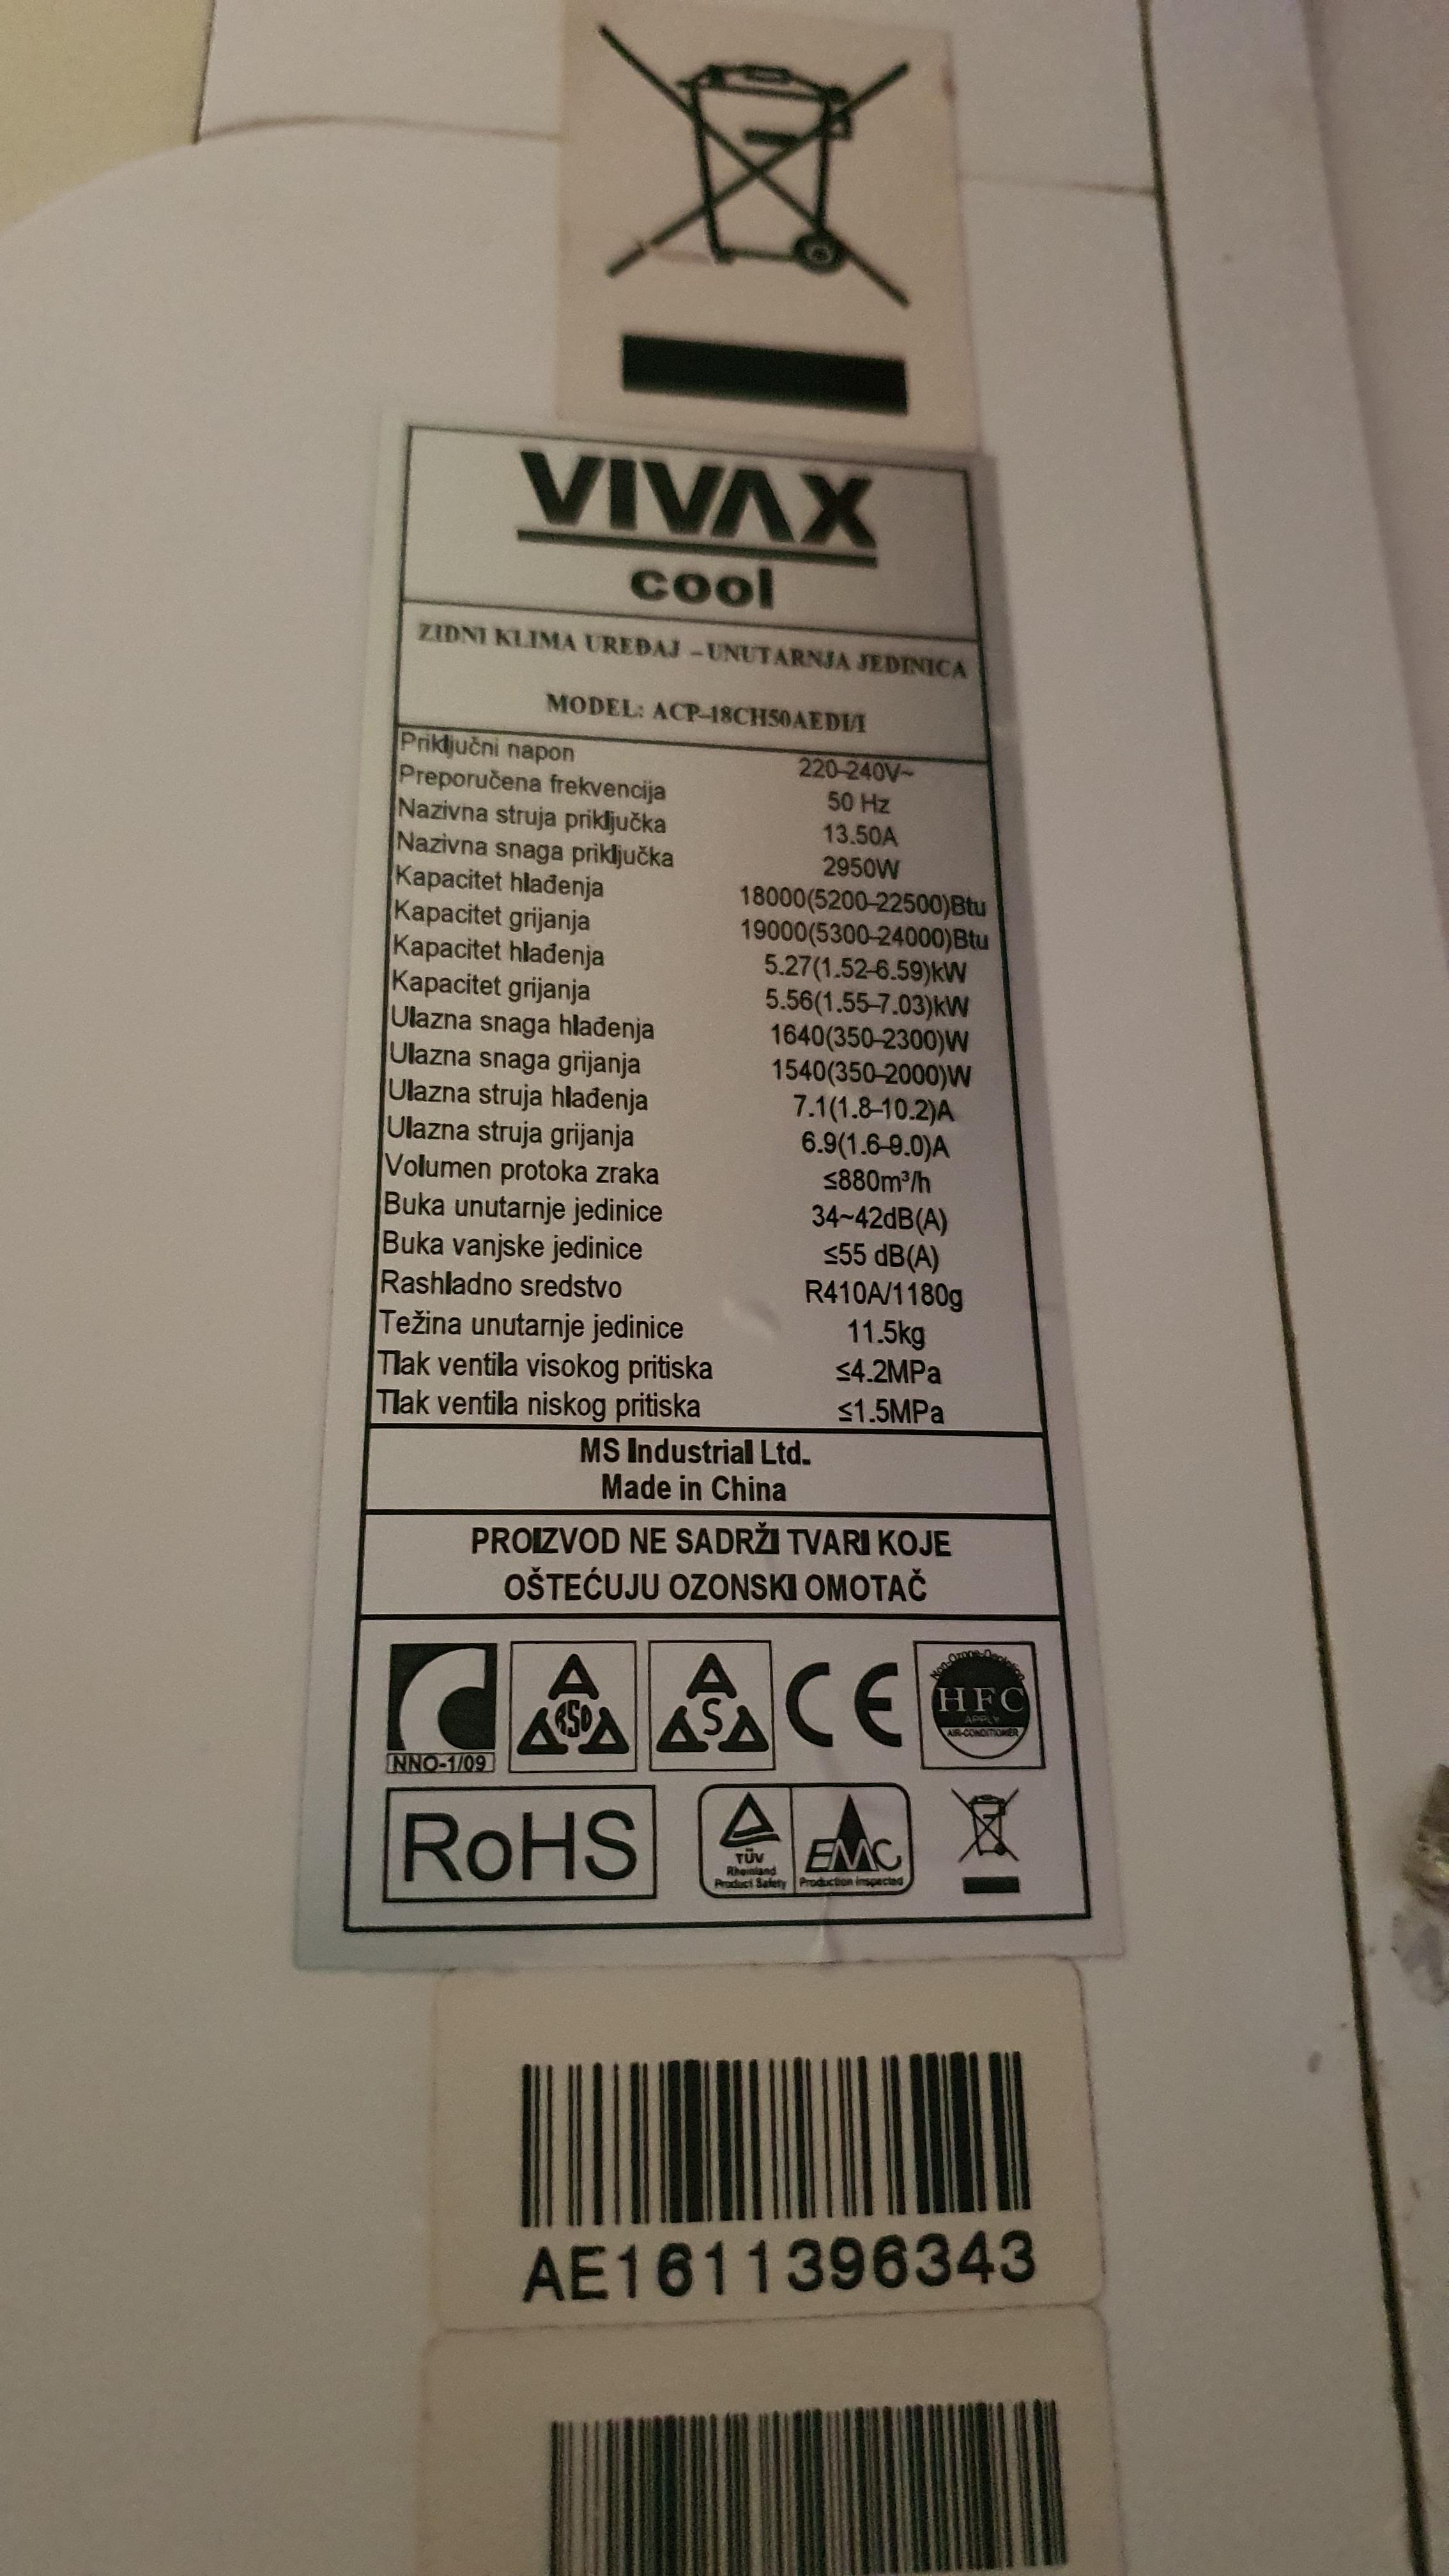 VIVAX
cool
ZIDNI KLIMA UREĐAJ – UNUTARNJA JEDINICA
MODEL: ACP-18CH50AEDI/I
Priključni napon 220-240V~
Preporučena frekvencija 50 Hz
Nazivna struja priključka 13.50A
Nazivna snaga priključka 2950W
Kapacitet hlađenja 18000(5200-22500)Btu
Kapacitet grijanja 19000(5300-24000)Btu
Kapacitet hlađenja 5.27(1.52-6.59)kW
Kapacitet grijanja 5.56(1.55-7.03)kW
Ulazna snaga hlađenja 1640(350-2300)W
Ulazna snaga grijanja 1540(350-2000)W
Ulazna struja hlađenja 7.1(1.8-10.2)A
Ulazna struja grijanja 6.9(1.6-9.0)A
Volumen protoka zraka ≤880m³/h
Buka unutarnje jedinice 34~42dB(A)
Buka vanjske jedinice ≤55 dB(A)
Rashladno sredstvo R410A/1180g
Težina unutarnje jedinice 11.5kg
Tlak ventila visokog pritiska ≤4.2MPa
Tlak ventila niskog pritiska ≤1.5MPa
MS Industrial Ltd.
Made in China
PROIZVOD NE SADRŽI TVARI KOJE
OŠTEĆUJU OZONSKI OMOTAČ
NNO-1/09
A RSD A A
A S A A
CE
Non-Ozone-Depletion
HFC
APPLY
AIR-CONDITIONER
RoHS
TÜV
Rheinland
Product Safety
EMC
Production inspected
AE1611396343